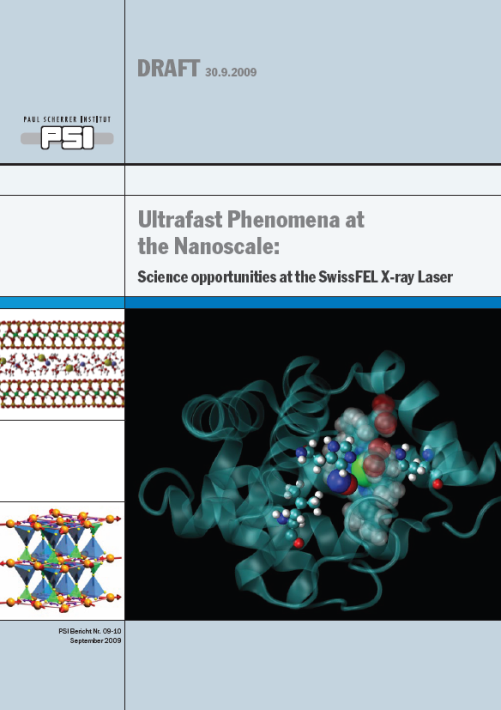 DRAFT 30.9.2009
PAUL SCHERRER INSTITUT
PSI
Ultrafast Phenomena at
the Nanoscale:
Science opportunities at the SwissFEL X-ray Laser
PSI Bericht Nr. 09-10
September 2009